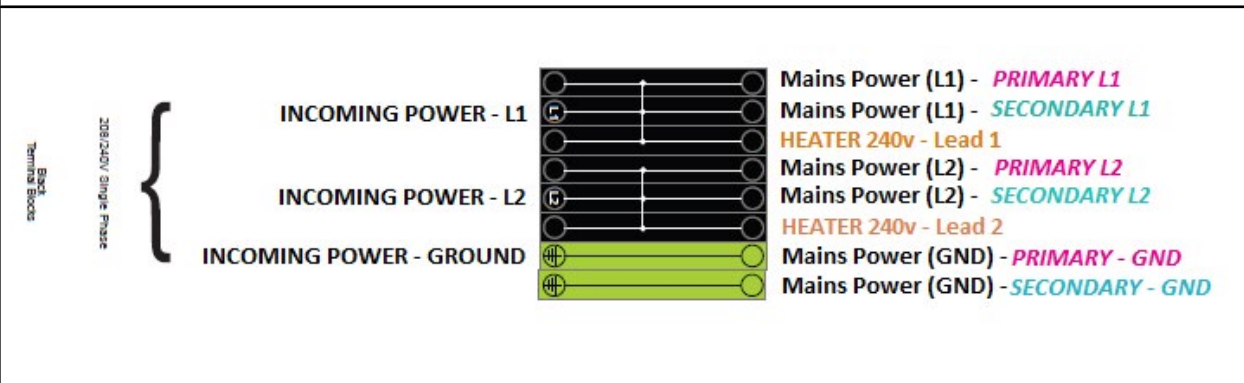 Black
Terminal Blocks
208/240V Single Phase
INCOMING POWER - L1
INCOMING POWER - L2
INCOMING POWER - GROUND
L1
L2
Mains Power (L1) - PRIMARY L1
Mains Power (L1) - SECONDARY L1
HEATER 240v - Lead 1
Mains Power (L2) - PRIMARY L2
Mains Power (L2) - SECONDARY L2
HEATER 240v - Lead 2
Mains Power (GND) - PRIMARY - GND
Mains Power (GND) - SECONDARY - GND